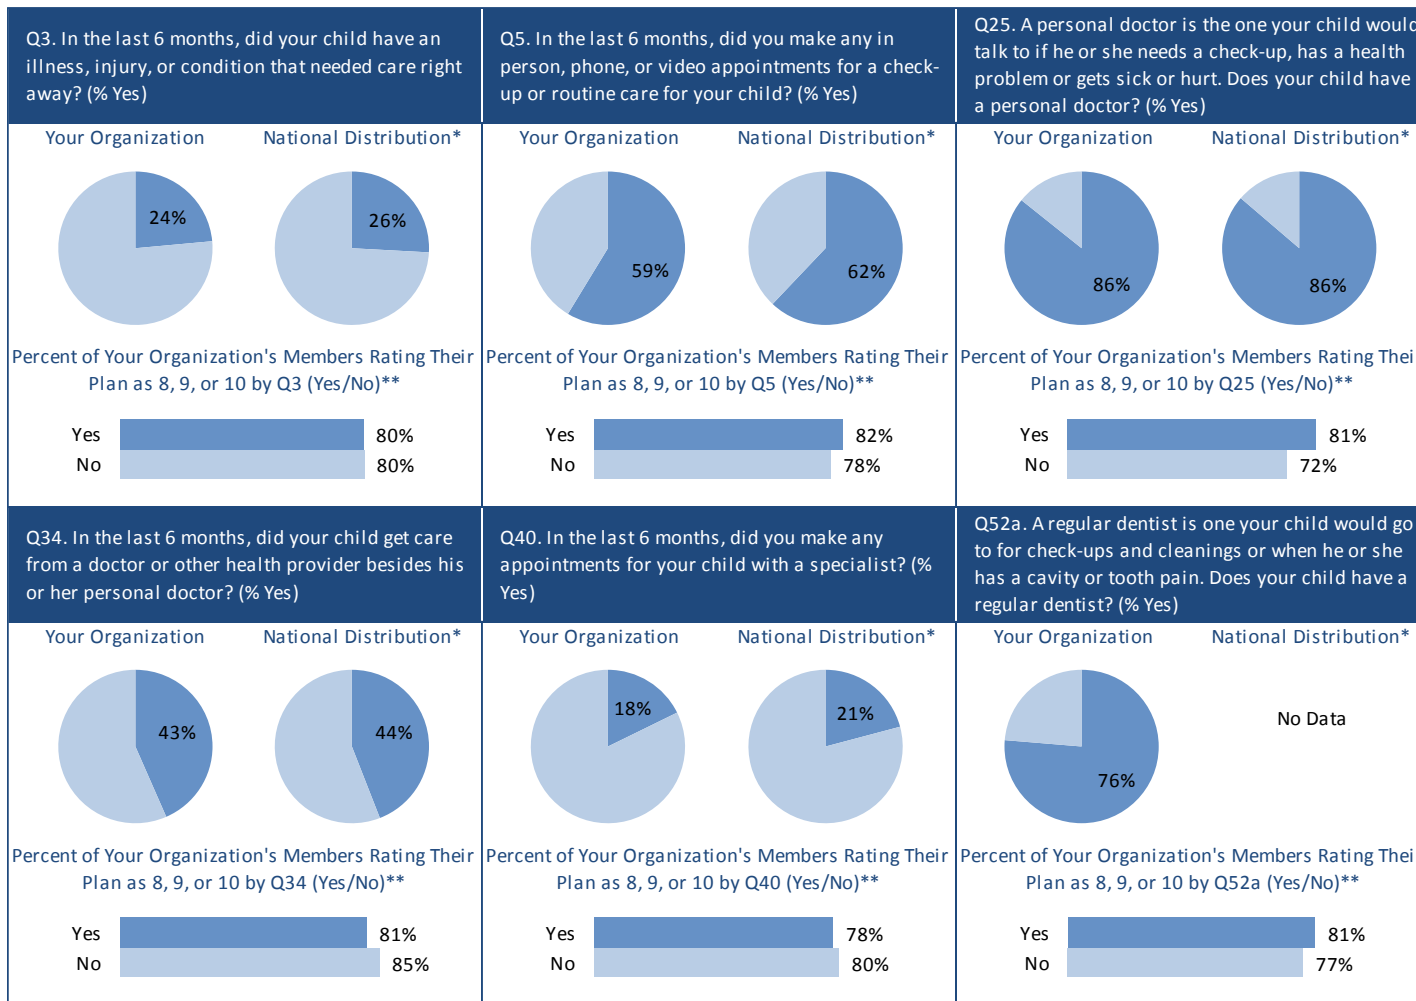 Q3. In the last 6 months, did your child have an
illness, injury, or condition that needed care right
away? (% Yes)
Q5. In the last 6 months, did you make any in
person, phone, or video appointments for a check-
up or routine care for your child? (% Yes)
Q25. A personal doctor is the one your child would
talk to if he or she needs a check-up, has a health
problem or gets sick or hurt. Does your child have
a personal doctor? (% Yes)
Your Organization
National Distribution*
24%
26%
Your Organization
National Distribution*
59%
62%
Your Organization
National Distribution*
86%
86%
Percent of Your Organization's Members Rating Their
Plan as 8, 9, or 10 by Q3 (Yes/No)**
Yes 80%
No 80%
Percent of Your Organization's Members Rating Their
Plan as 8, 9, or 10 by Q5 (Yes/No)**
Yes 82%
No 78%
Percent of Your Organization's Members Rating Thei
Plan as 8, 9, or 10 by Q25 (Yes/No)**
Yes 81%
No 72%
Q34. In the last 6 months, did your child get care
from a doctor or other health provider besides his
or her personal doctor? (% Yes)
Q40. In the last 6 months, did you make any
appointments for your child with a specialist? (%
Yes)
Q52a. A regular dentist is one your child would go
to for check-ups and cleanings or when he or she
has a cavity or tooth pain. Does your child have a
regular dentist? (% Yes)
Your Organization
National Distribution*
43%
44%
Your Organization
National Distribution*
18%
21%
Your Organization
National Distribution*
76%
No Data
Percent of Your Organization's Members Rating Their
Plan as 8, 9, or 10 by Q34 (Yes/No)**
Yes 81%
No 85%
Percent of Your Organization's Members Rating Their
Plan as 8, 9, or 10 by Q40 (Yes/No)**
Yes 78%
No 80%
Percent of Your Organization's Members Rating Thei
Plan as 8, 9, or 10 by Q52a (Yes/No)**
Yes 81%
No 77%